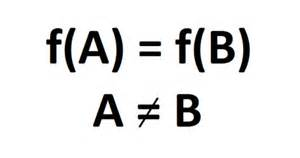 f(A) = f(B)
A ≠ B